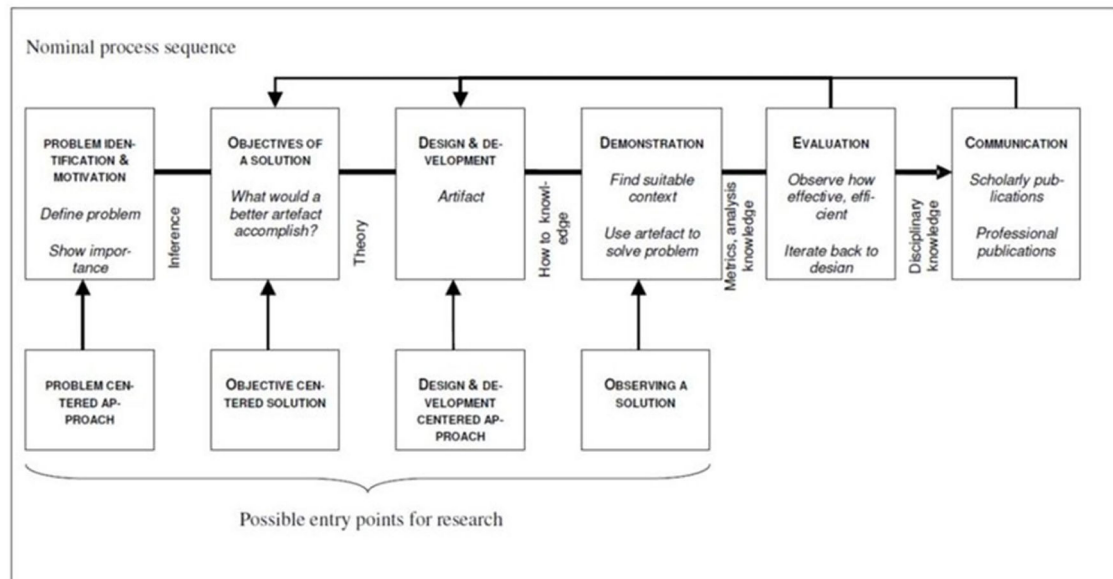 Nominal process sequence
PROBLEM IDEN-
TIFICATION &
MOTIVATION
Define problem
Show impor-
tance
Inference
OBJECTIVES OF
A SOLUTION
What would a
better artefact
accomplish?
Theory
DESIGN & DE-
VELOPMENT
Artifact
How to knowl-
edge
DEMONSTRATION
Find suitable
context
Use artefact to
solve problem
Metrics, analysis
knowledge
EVALUATION
Observe how
effective, effi-
cient
Iterate back to
design
Disciplinary
knowledge
COMMUNICATION
Scholarly pub-
lications
Professional
publications
PROBLEM CEN-
TERED AP-
PROACH
OBJECTIVE CEN-
TERED SOLUTION
DESIGN & DE-
VELOPMENT
CENTERED AP-
PROACH
OBSERVING A
SOLUTION
Possible entry points for research